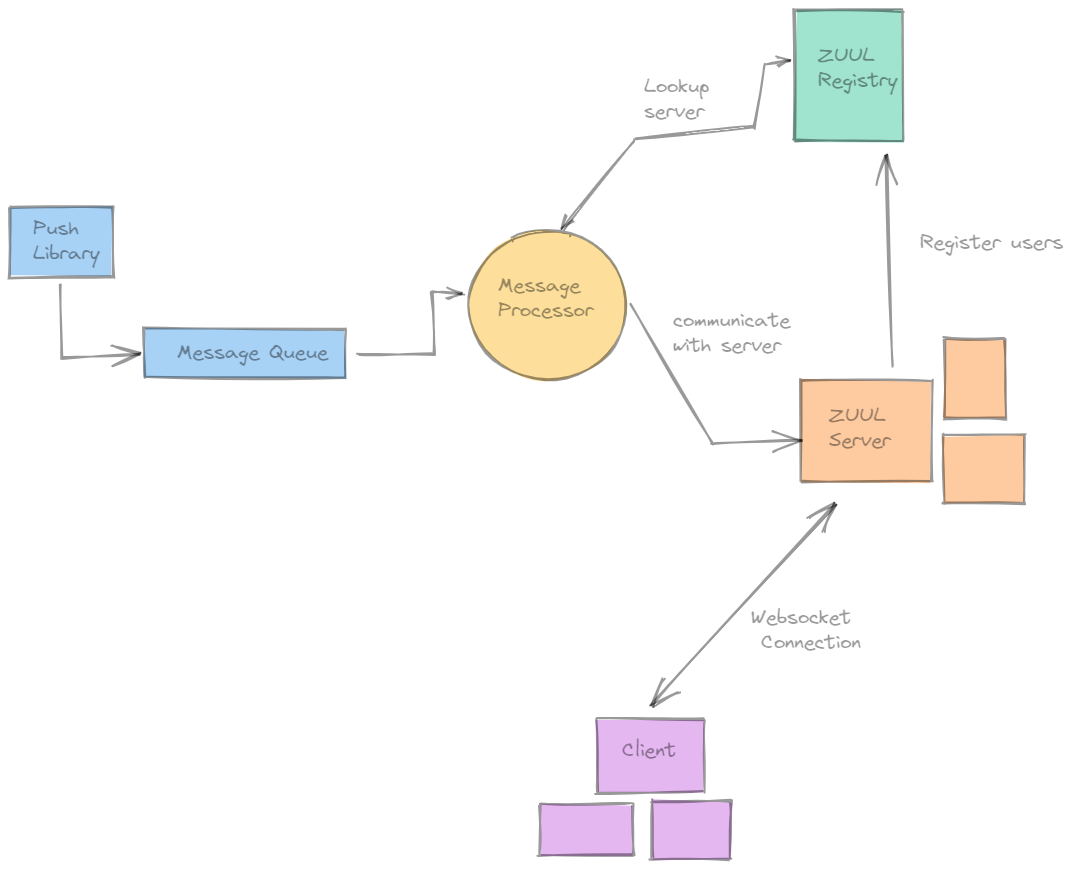 ZUUL
Registry
Lookup
server
Push
Library
Register users
Message
Processor
communicate
with server
Message Queue
ZUUL
Server
Websocket
Connection
Client